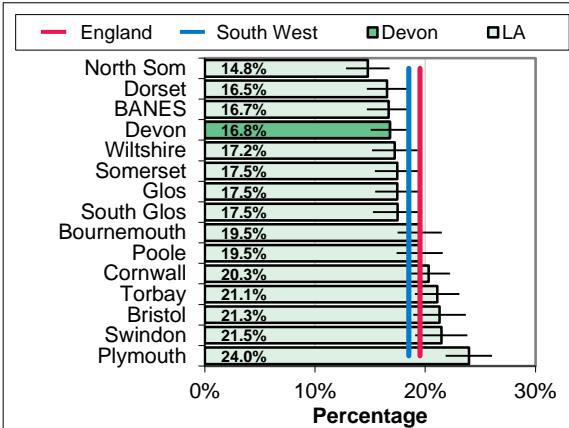 England South West Devon LA
North Som 14.8%
Dorset 16.5%
BANES 16.7%
Devon 16.8%
Wiltshire 17.2%
Somerset 17.5%
Glos 17.5%
South Glos 17.5%
Bournemouth 19.5%
Poole 19.5%
Cornwall 20.3%
Torbay 21.1%
Bristol 21.3%
Swindon 21.5%
Plymouth 24.0%
0% 10% 20% 30%
Percentage